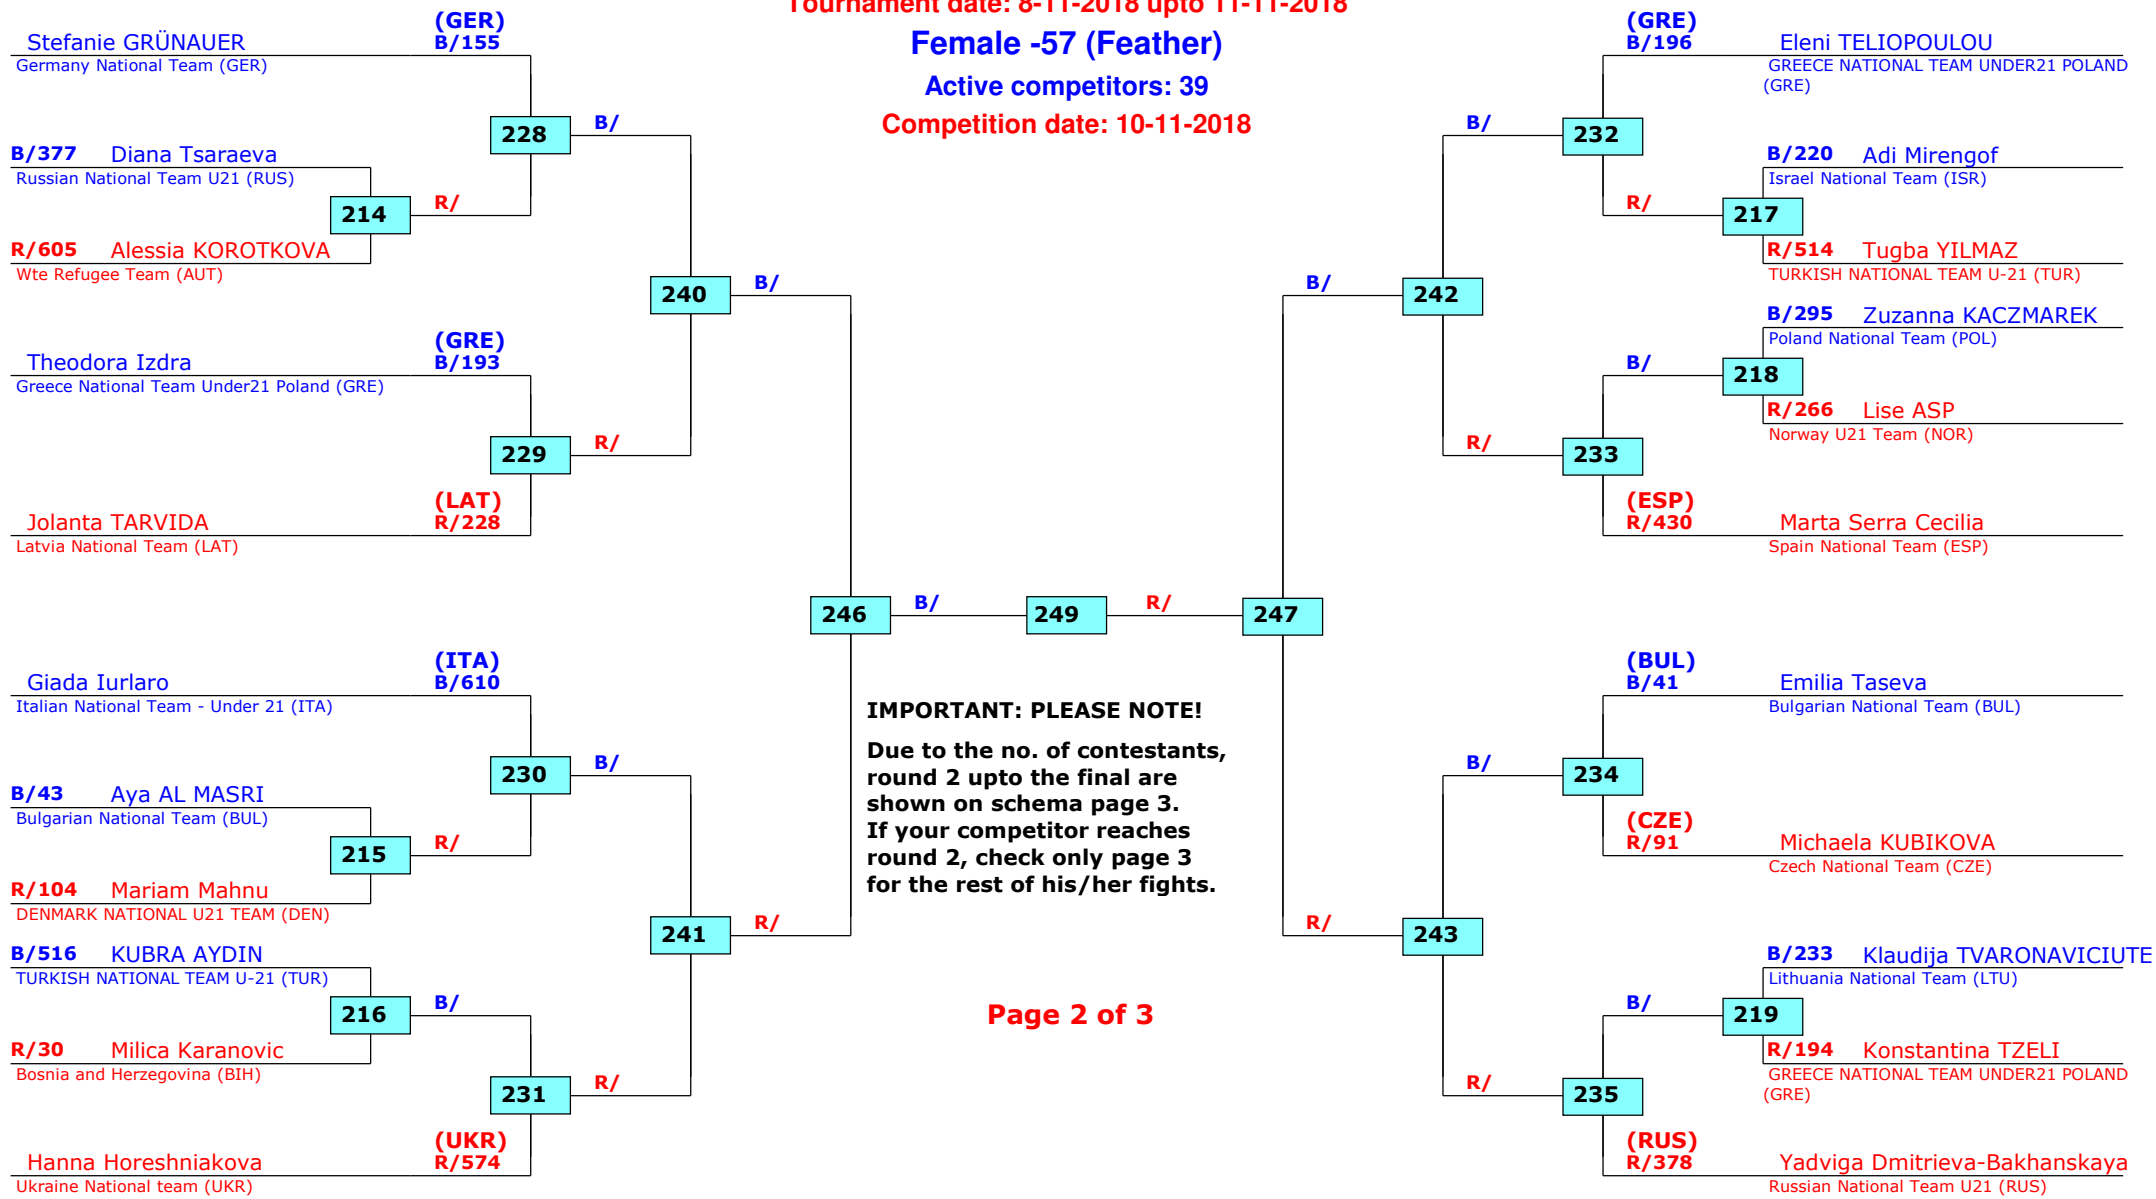 Tournament date: 8-11-2018 upto 11-11-2018
Female -57 (Feather)
Active competitors: 39
Competition date: 10-11-2018
(GER)
Stefanie GRÜNAUER B/155
Germany National Team (GER)
228 B/
B/377 Diana Tsaraeva
Russian National Team U21 (RUS)
214 R/
R/605 Alessia KOROTKOVA
Wte Refugee Team (AUT)
240 B/
(GRE)
Theodora Izdra B/193
Greece National Team Under21 Poland (GRE)
229 R/
(LAT)
Jolanta TARVIDA R/228
Latvia National Team (LAT)
246 B/ 249 R/ 247
(ITA)
Giada Iurlaro B/610
Italian National Team - Under 21 (ITA)
230 B/
B/43 Aya AL MASRI
Bulgarian National Team (BUL)
215 R/
R/104 Mariam Mahnu
DENMARK NATIONAL U21 TEAM (DEN)
241 R/
B/516 KUBRA AYDIN
TURKISH NATIONAL TEAM U-21 (TUR)
216 B/
R/30 Milica Karanovic
Bosnia and Herzegovina (BIH)
231 R/
(UKR)
Hanna Horeshniakova R/574
Ukraine National team (UKR)
IMPORTANT: PLEASE NOTE!
Due to the no. of contestants,
round 2 upto the final are
shown on schema page 3.
If your competitor reaches
round 2, check only page 3
for the rest of his/her fights.
Page 2 of 3
(GRE)
B/196 Eleni TELIOPOULOU
GREECE NATIONAL TEAM UNDER21 POLAND
(GRE)
B/ 232
B/220 Adi Mirengof
Israel National Team (ISR)
R/ 217
R/514 Tugba YILMAZ
TURKISH NATIONAL TEAM U-21 (TUR)
B/ 242
B/295 Zuzanna KACZMAREK
Poland National Team (POL)
B/ 218
R/266 Lise ASP
Norway U21 Team (NOR)
R/ 233
(ESP)
R/430 Marta Serra Cecilia
Spain National Team (ESP)
(BUL)
B/41 Emilia Taseva
Bulgarian National Team (BUL)
B/ 234
(CZE)
R/91 Michaela KUBIKOVA
Czech National Team (CZE)
R/ 243
B/233 Klaudija TVARONAVICIUTE
Lithuania National Team (LTU)
B/ 219
R/194 Konstantina TZELI
GREECE NATIONAL TEAM UNDER21 POLAND
(GRE)
R/ 235
(RUS)
R/378 Yadviga Dmitrieva-Bakhanskaya
Russian National Team U21 (RUS)